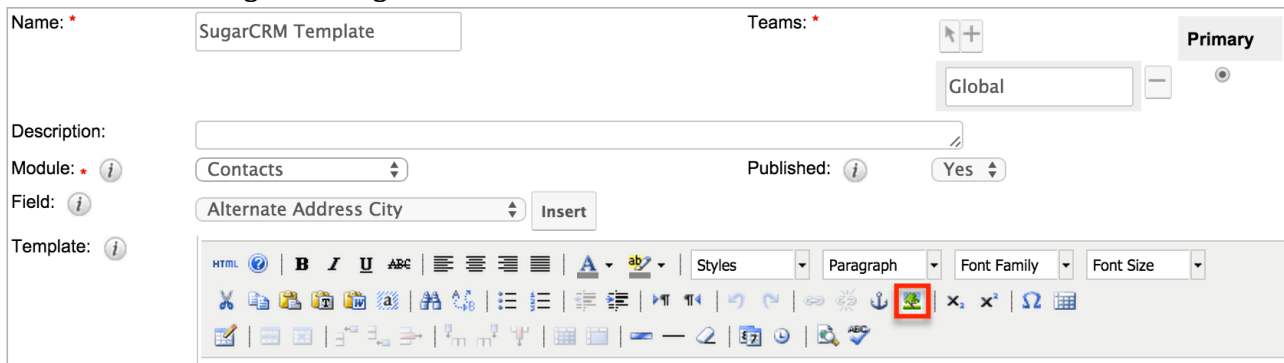 Name: *
SugarCRM Template
Teams: *
Primary
Global
Description:
Module: *
Contacts
Published:
Yes
Field:
Alternate Address City
Insert
Template:
HTML
B I U ABC
A
ab
Styles
Paragraph
Font Family
Font Size